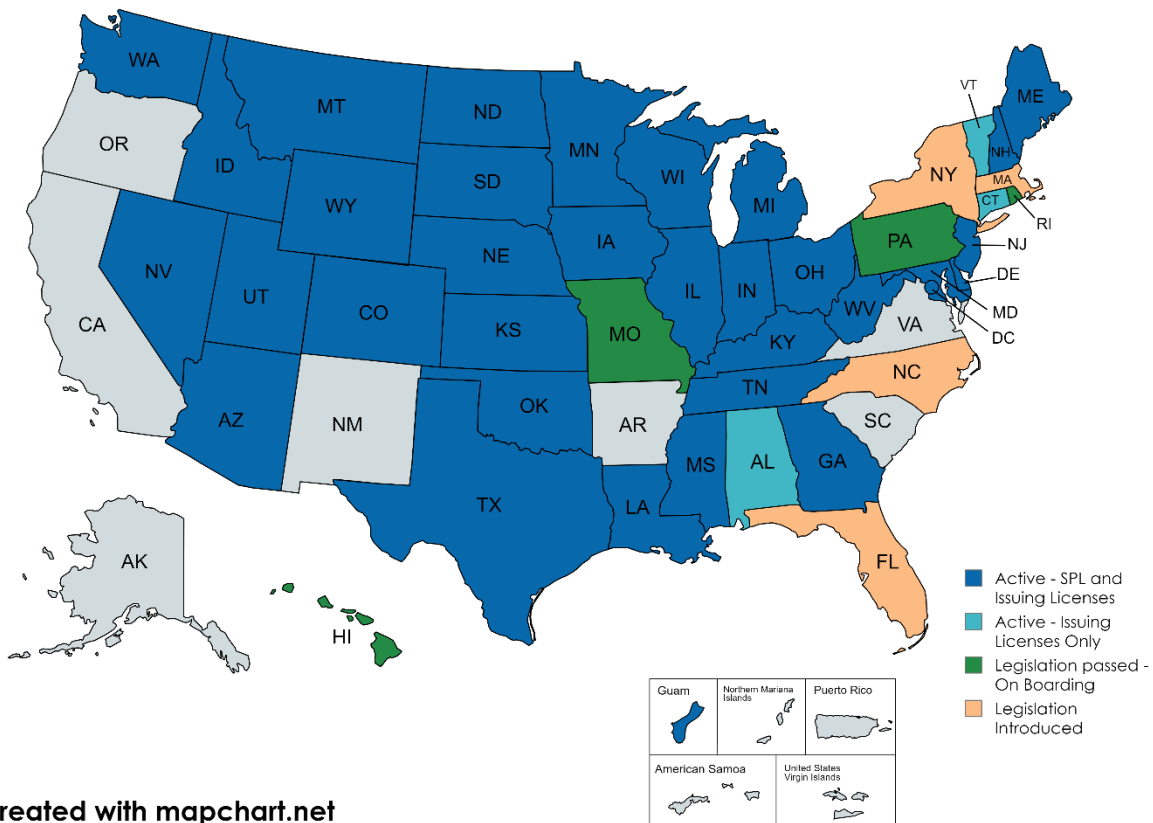 WA
MT
ND
MN
VT
ME
OR
ID
SD
WI
NH
NY
MA
WY
MI
CT
RI
IA
PA
NE
NJ
NV
OH
DE
UT
IL
IN
CO
WV
MD
CA
KS
MO
VA
DC
KY
NC
TN
AZ
NM
OK
AR
SC
MS
AL
GA
TX
LA
AK
FL
HI
Active - SPL and
Issuing Licenses
Active - Issuing
Licenses Only
Legislation passed -
On Boarding
Legislation
Introduced
Guam
Northern Mariana
Islands
Puerto Rico
American Samoa
United States
Virgin Islands
reated with mapchart.net